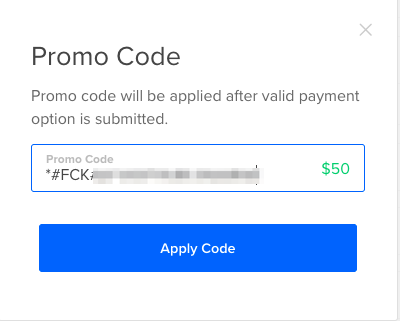 Promo Code
Promo code will be applied after valid payment
option is submitted.
Promo Code
*#FCK#
$50
Apply Code